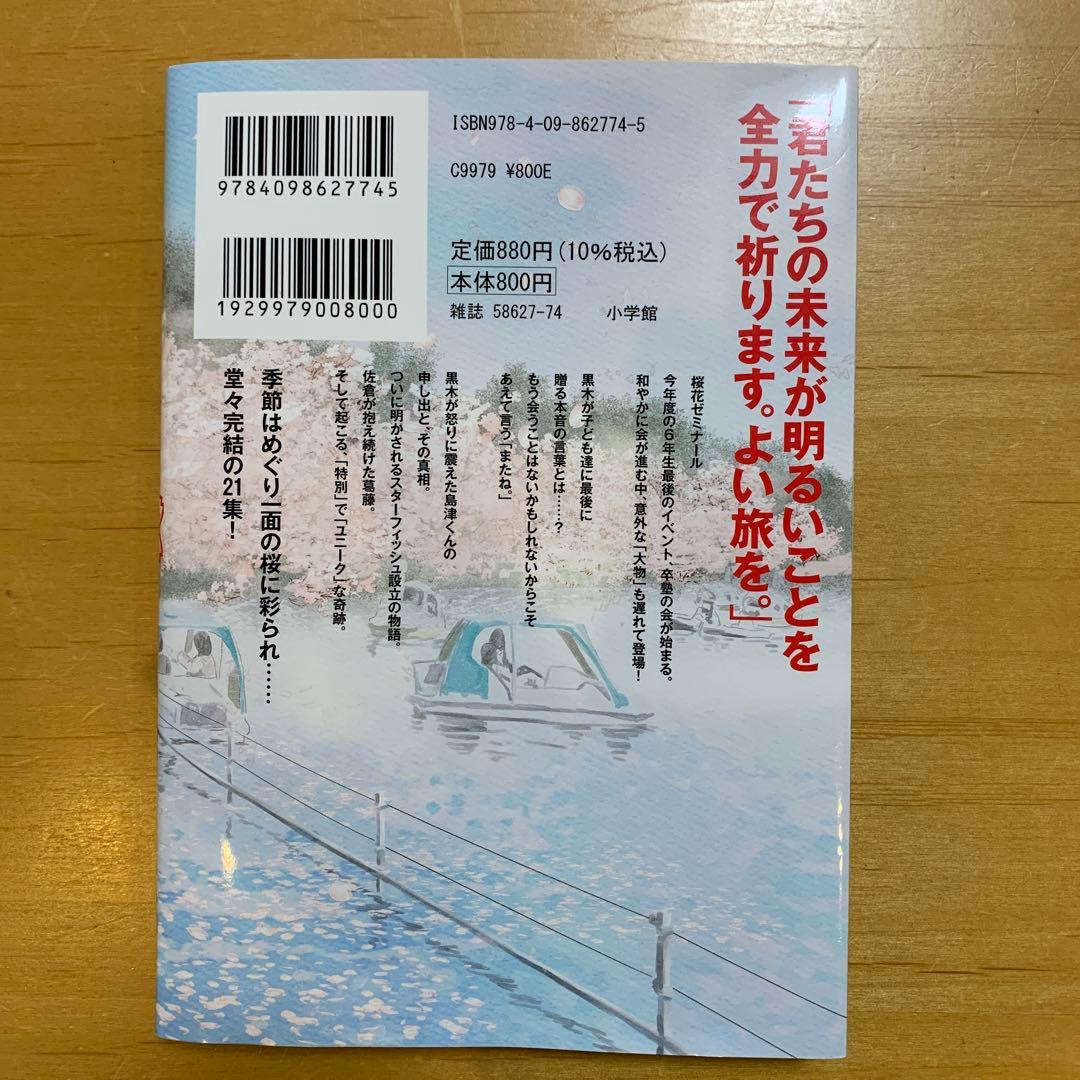 「君たちの未来が明るいことを
全力で祈ります。よい旅を。」
ISBN978-4-09-862774-5
C9979 ¥800E
9784098627745
定価880円(10%税込)
本体800円
1929979008000
雑誌 58627-74 小学館
桜花ゼミナール
今年度の6年生最後のイベント、卒塾の会が始まる。
和やかに会が進む中、意外な「大物」も遅れて登場!
黒木が子ども達に最後に
贈る本音の言葉とは……?
もう会うことはないかもしれないからこそ
あえて言う「またね。」
黒木が怒りに震えた島津くんの
申し出と、その真相。
ついに明かされるスターフィッシュ設立の物語。
佐倉が抱え続けた葛藤。
そして起こる、「特別」で「ユニーク」な奇跡。
季節はめぐり一面の桜に彩られ……
堂々完結の21集!